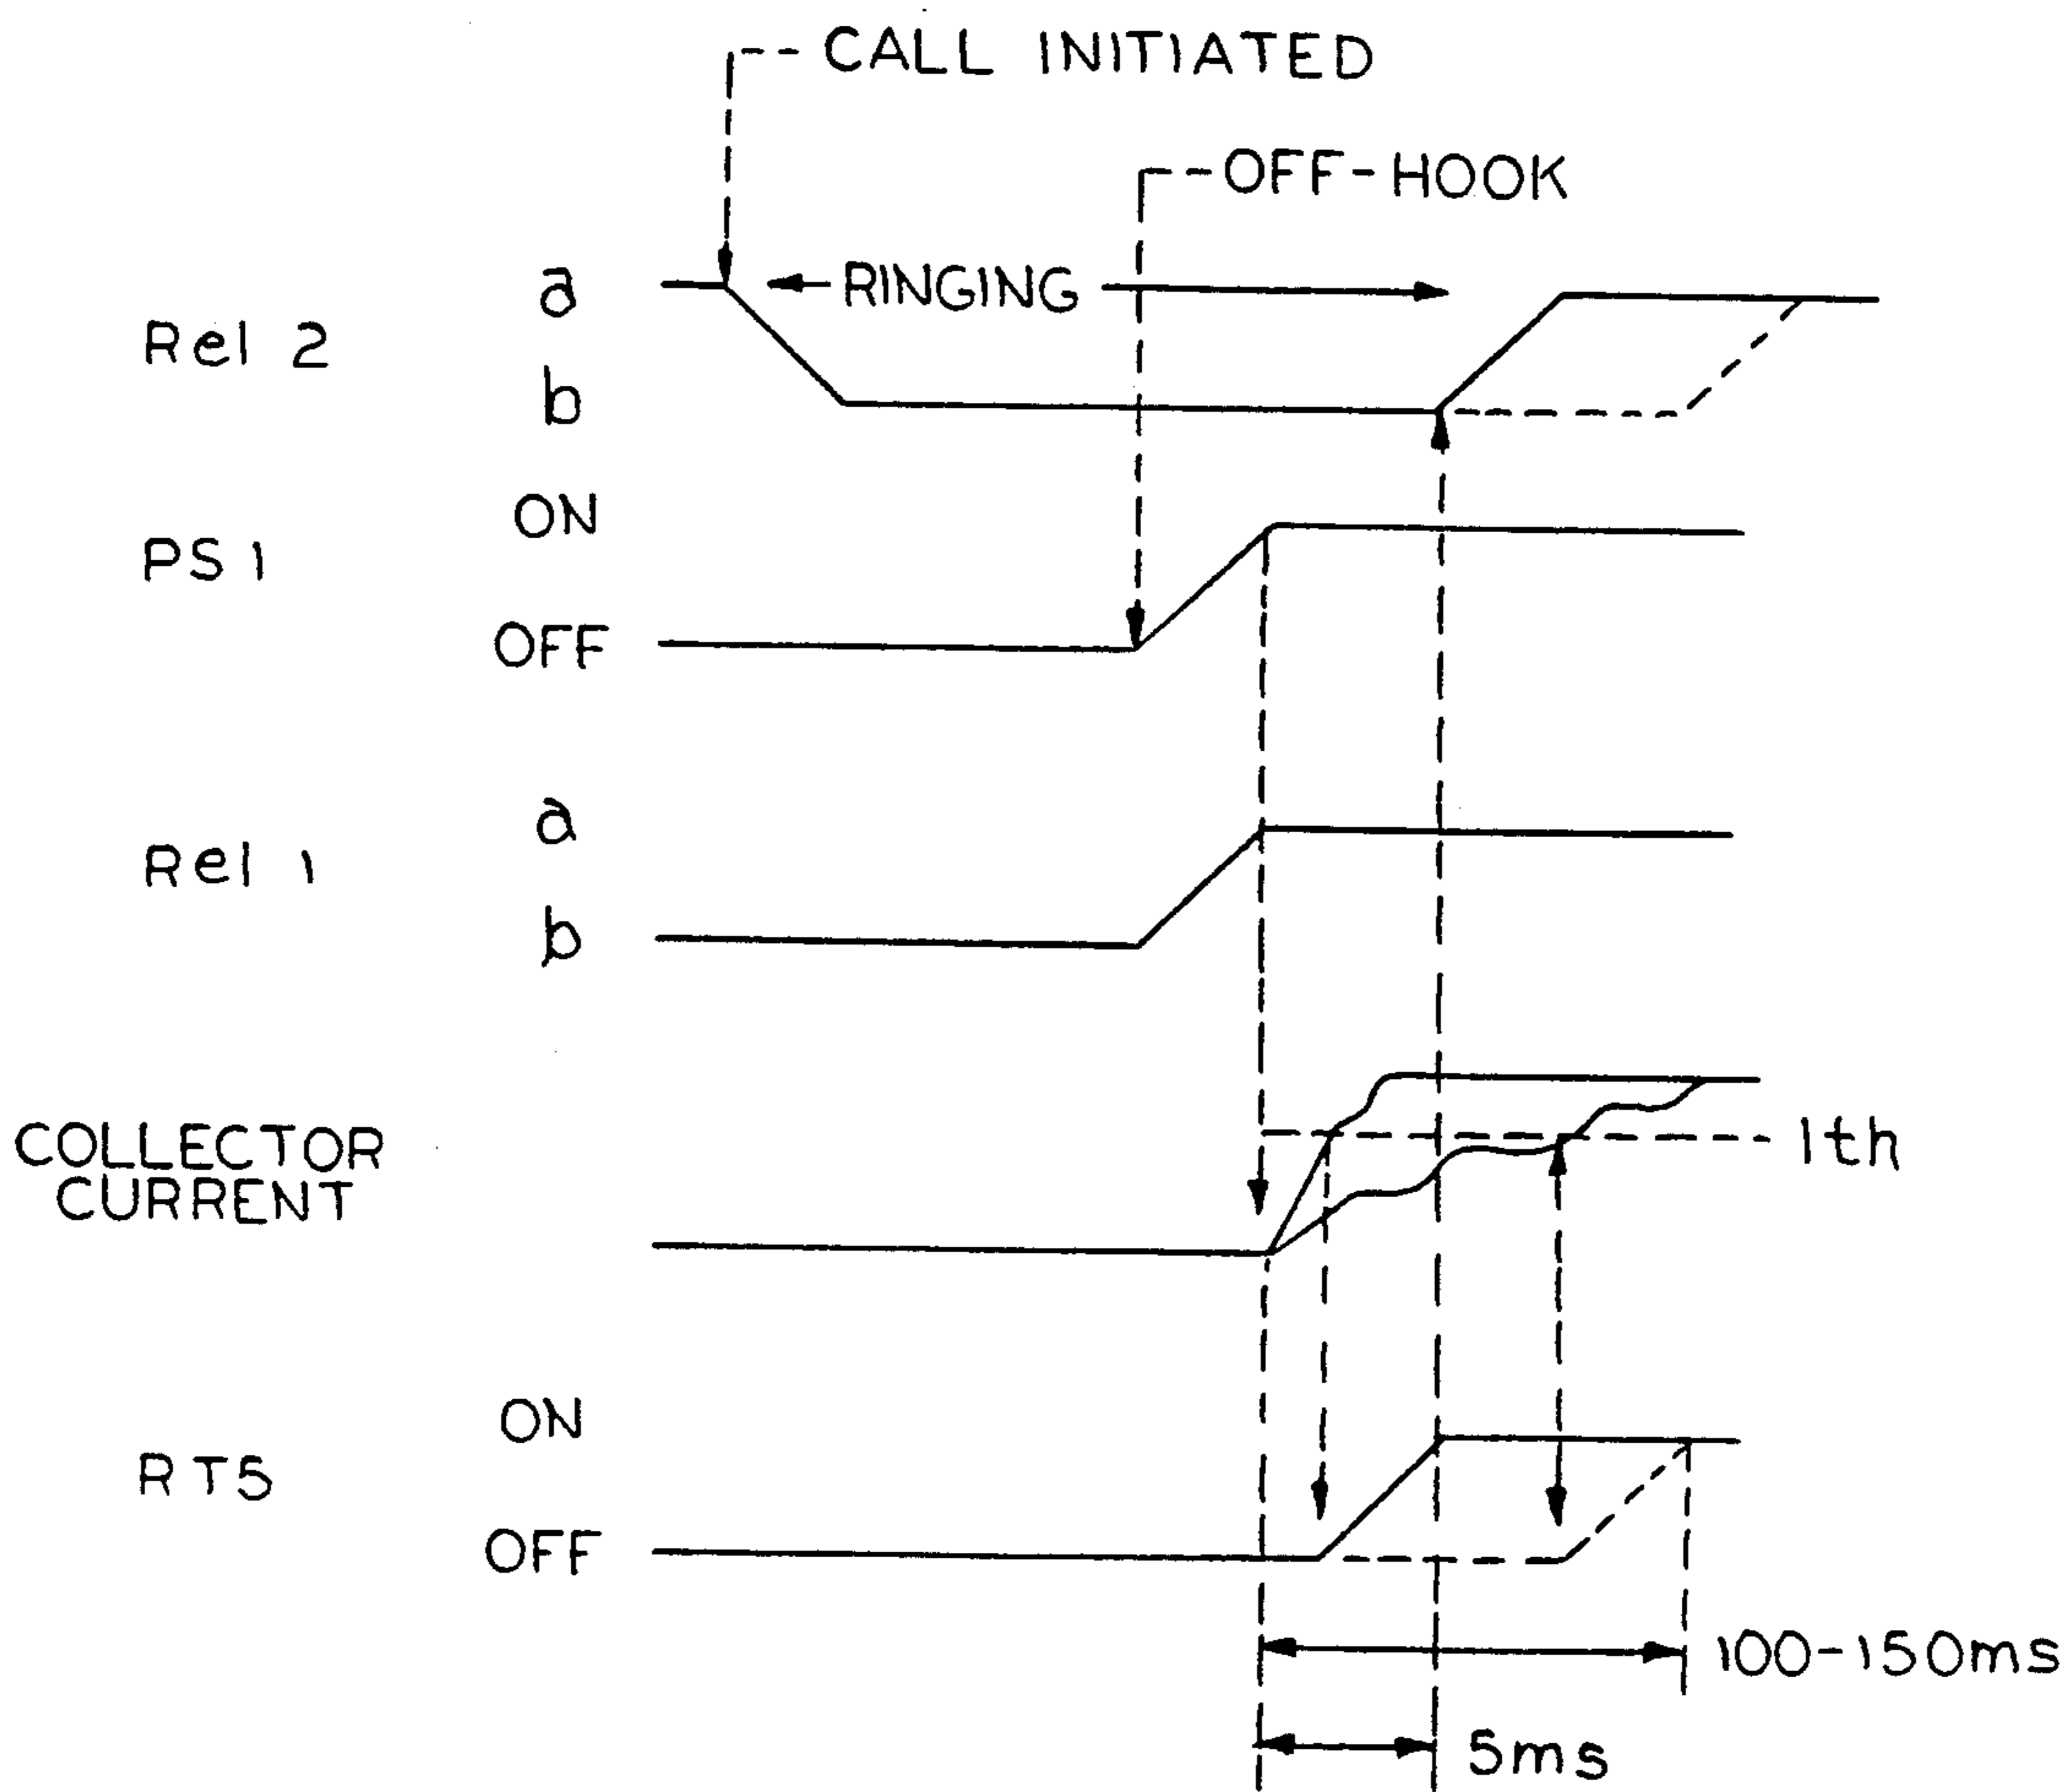 CALL INITIATED
OFF-HOOK
RINGING
a
Rel 2
b
ON
PS 1
OFF
a
Rel 1
b
COLLECTOR
CURRENT
Ith
ON
RT5
OFF
100-150ms
5ms